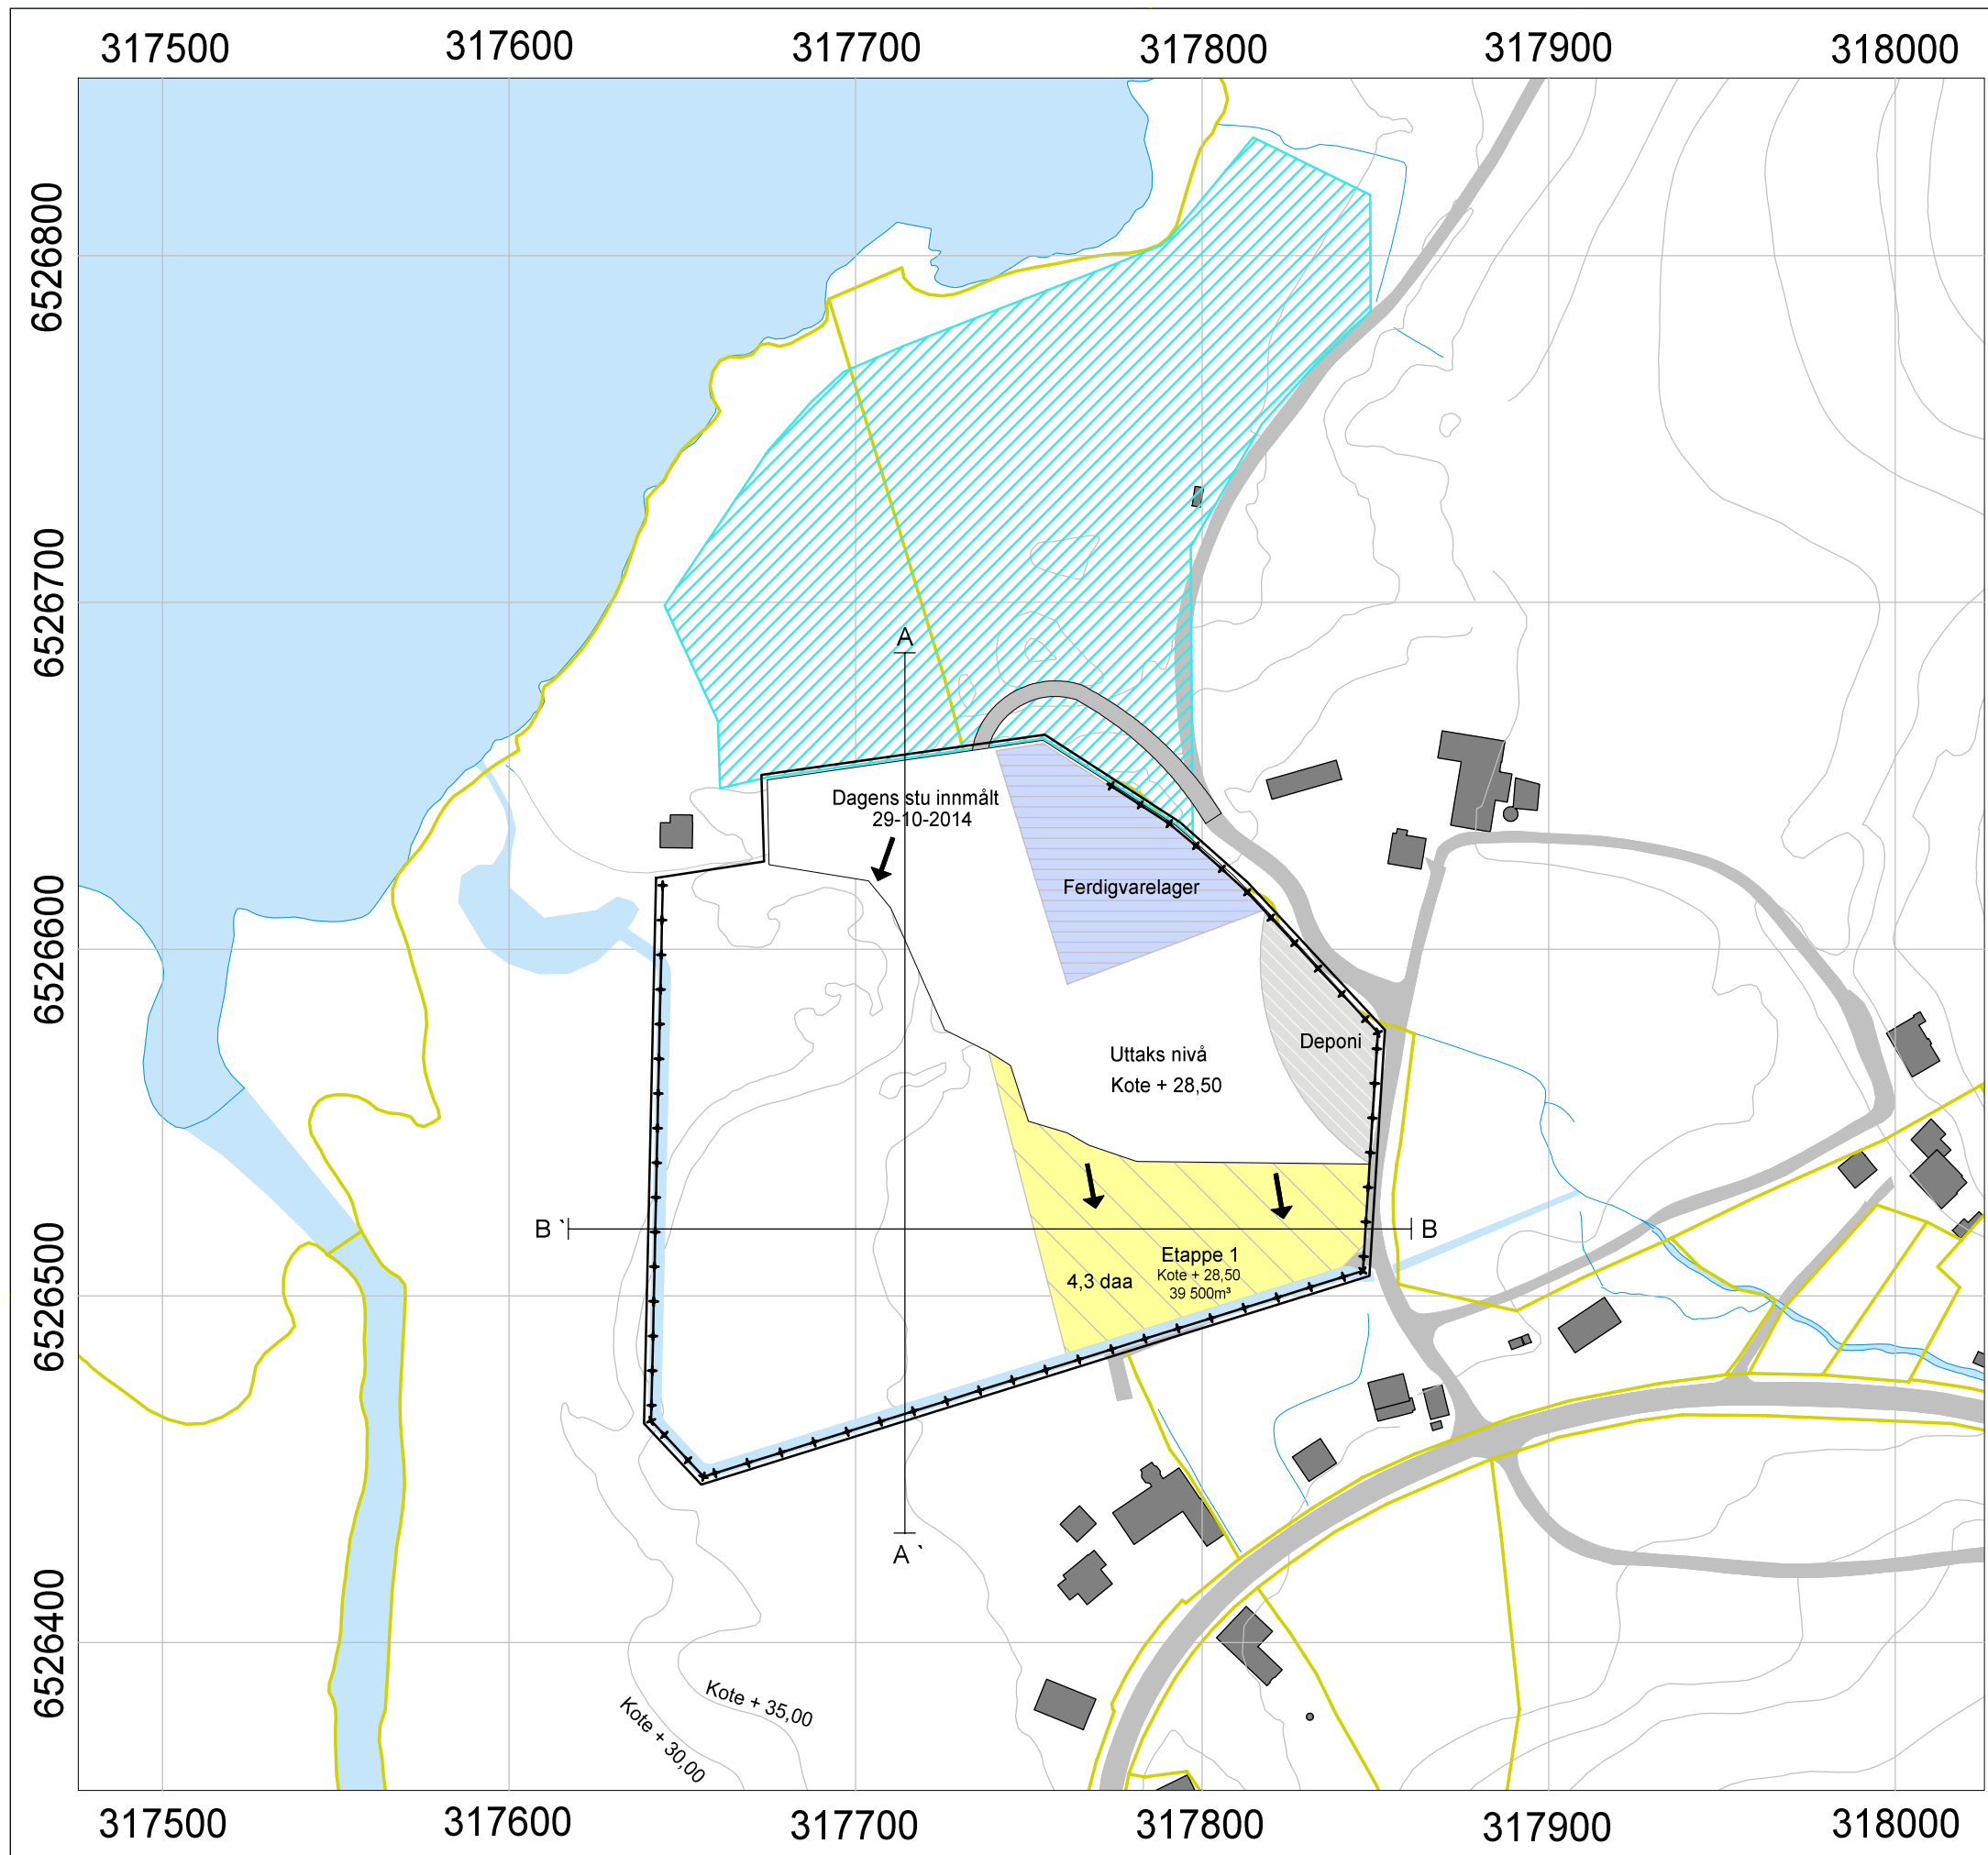 317500
317600
317700
317800
317900
318000
6526800
6526700
6526600
6526500
6526400
A
Dagens stu innmålt
29-10-2014
Ferdigvarelager
Deponi
Uttaks nivå
Kote + 28,50
B `
B
Etappe 1
Kote + 28,50
39 500m³
4,3 daa
A `
Kote + 35,00
Kote + 30,00
317500
317600
317700
317800
317900
318000